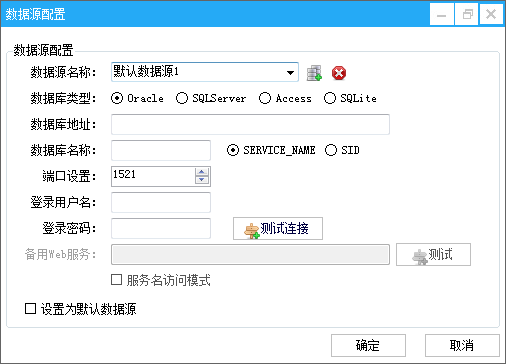 数据源配置
数据源配置
数据源名称： 默认数据源1
数据库类型： Oracle SQLServer Access SQLite
数据库地址：
数据库名称： SERVICE_NAME SID
端口设置： 1521
登录用户名：
登录密码： 测试连接
备用Web服务： 测试
服务名访问模式
设置为默认数据源
确定 取消